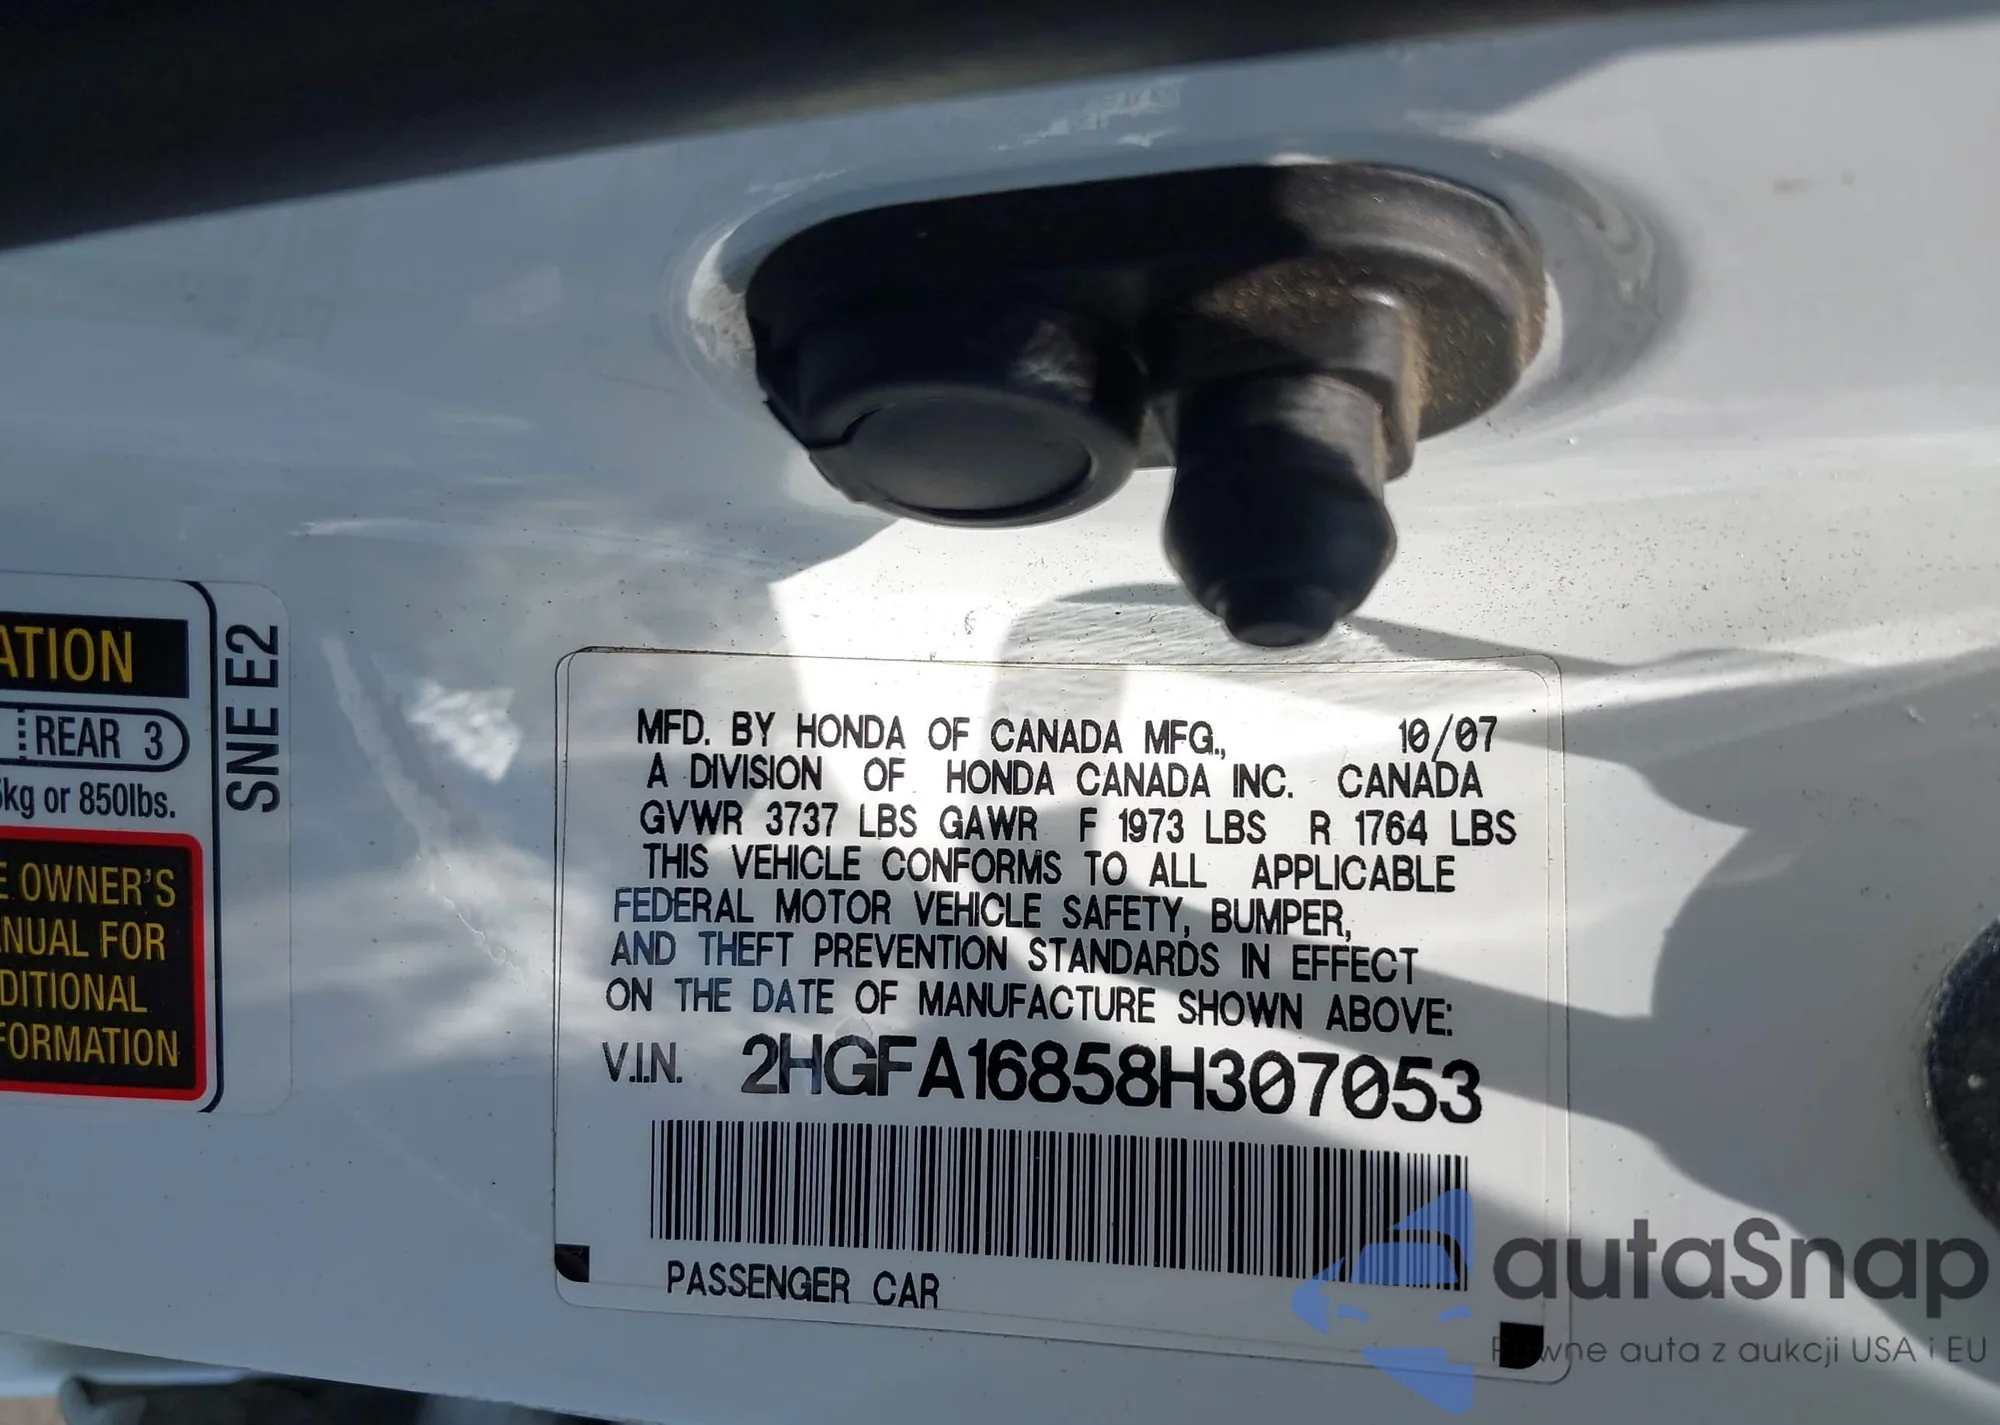 ATION
REAR 3
kg or 850lbs.
E OWNER'S
NUAL FOR
DITIONAL
FORMATION
SNE E2
MFD. BY HONDA OF CANADA MFG., 10/07
A DIVISION OF HONDA CANADA INC. CANADA
GVWR 3737 LBS GAWR F 1973 LBS R 1764 LBS
THIS VEHICLE CONFORMS TO ALL APPLICABLE
FEDERAL MOTOR VEHICLE SAFETY, BUMPER,
AND THEFT PREVENTION STANDARDS IN EFFECT
ON THE DATE OF MANUFACTURE SHOWN ABOVE:
V.I.N. 2HGFA16858H307053
PASSENGER CAR
autaSnap
Pewne auta z aukcji USA i EU